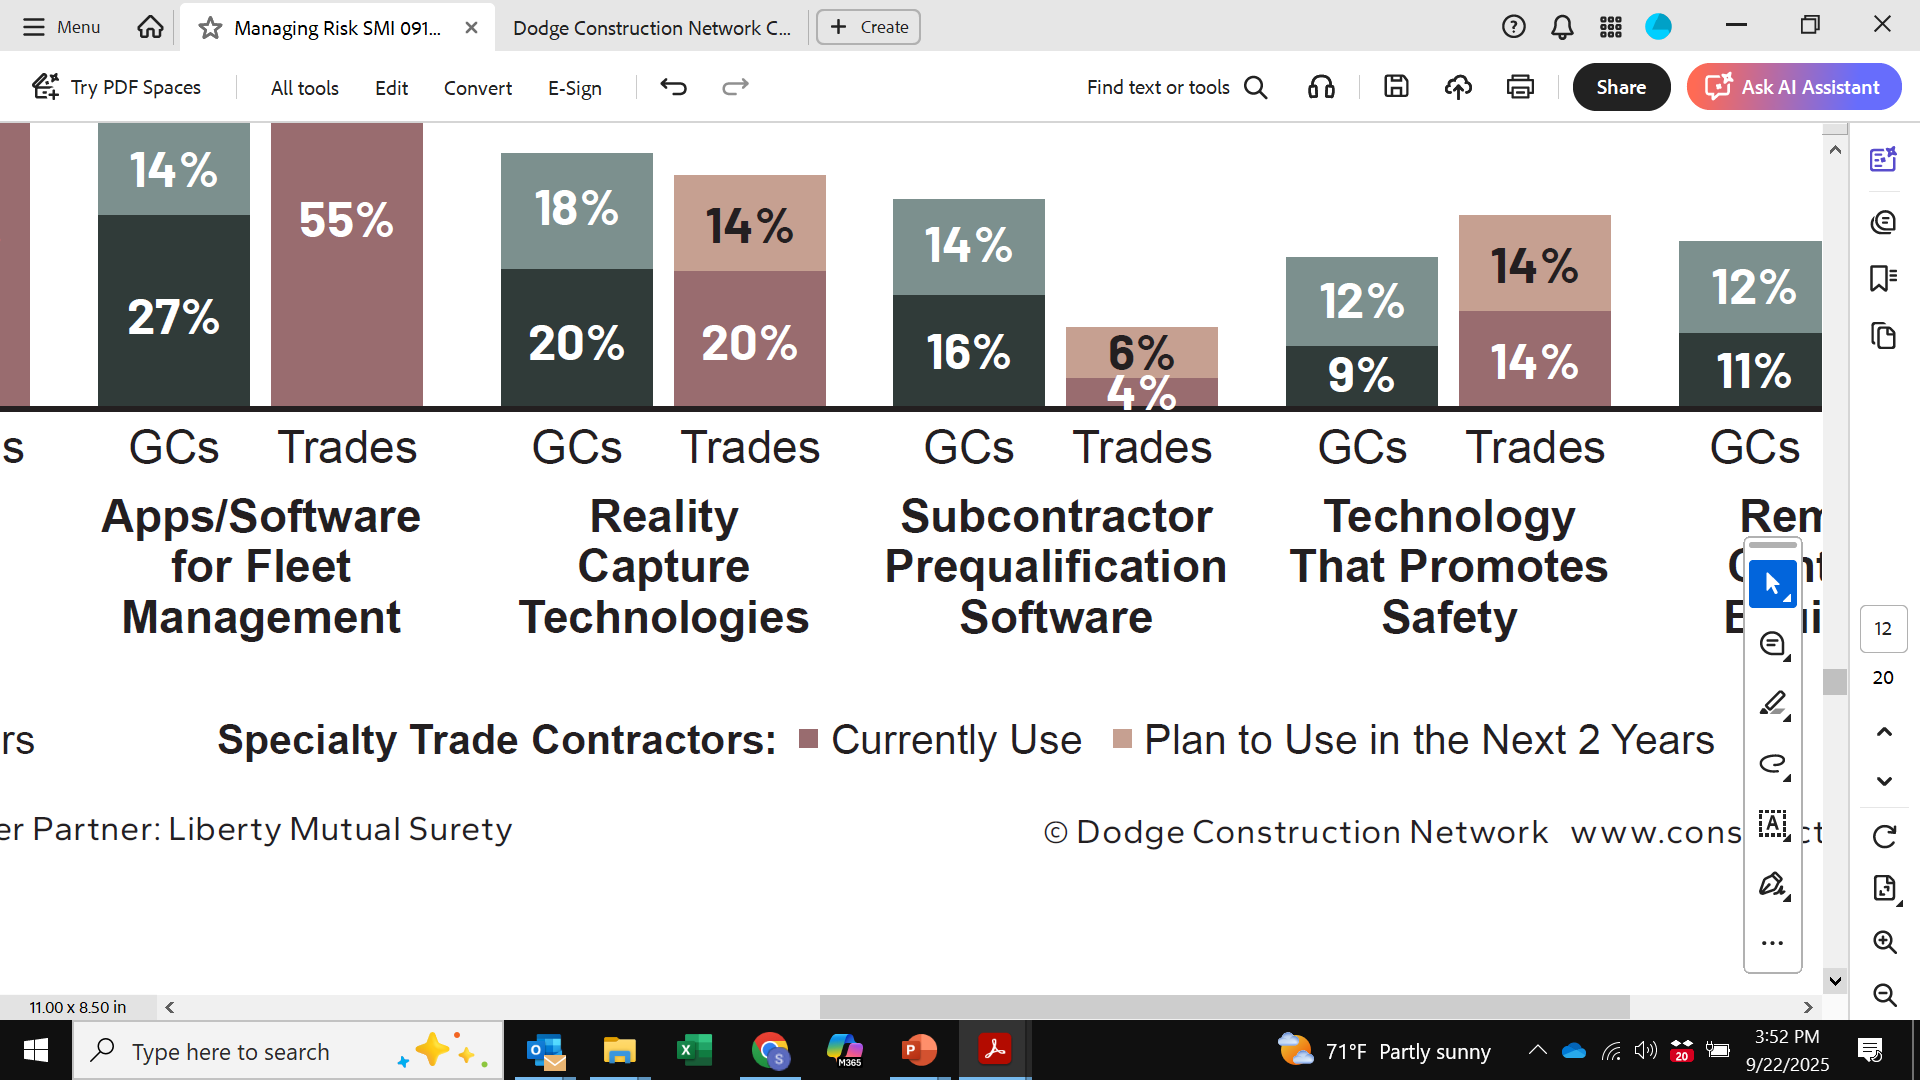 Menu
Managing Risk SMI 091...
Dodge Construction Network C...
Create
Try PDF Spaces
All tools
Edit
Convert
E-Sign
Find text or tools
Share
Ask AI Assistant
14% 55% 18% 14% 14% 6% 12% 14% 12%
27% 20% 20% 16% 4% 9% 14% 11%
s GCs Trades GCs Trades GCs Trades GCs Trades GCs
Apps/Software
for Fleet
Management
Reality
Capture
Technologies
Subcontractor
Prequalification
Software
Technology
That Promotes
Safety
Rem
rs Specialty Trade Contractors: Currently Use Plan to Use in the Next 2 Years
er Partner: Liberty Mutual Surety © Dodge Construction Network www.cons
12
20
11.00 x 8.50 in
Type here to search
M365
71°F Partly sunny
20
3:52 PM
9/22/2025